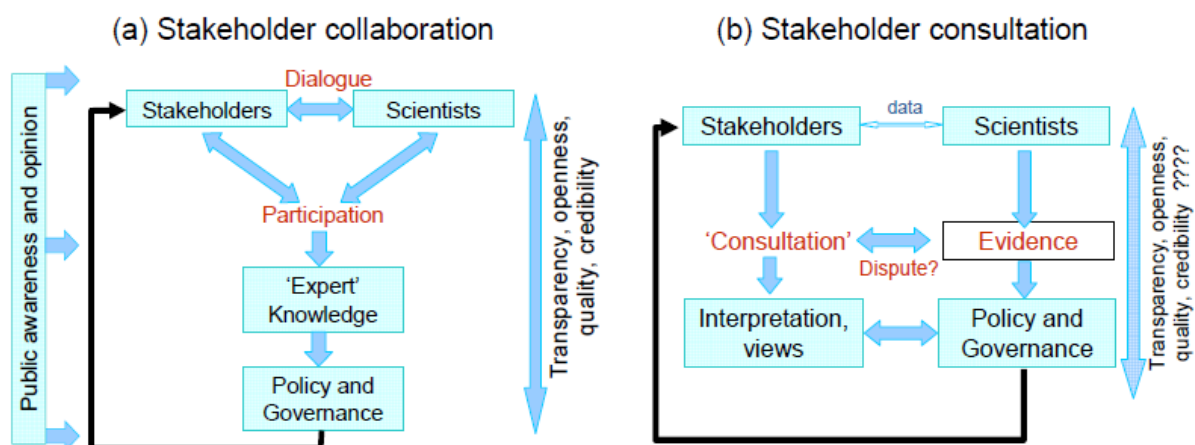 (a) Stakeholder collaboration
Public awareness and opinion
Dialogue
Stakeholders
Scientists
Participation
‘Expert’
Knowledge
Policy and
Governance
Transparency, openness,
quality, credibility
(b) Stakeholder consultation
Stakeholders
data
Scientists
‘Consultation’
Dispute?
Evidence
Interpretation,
views
Policy and
Governance
Transparency, openness,
quality, credibility ????